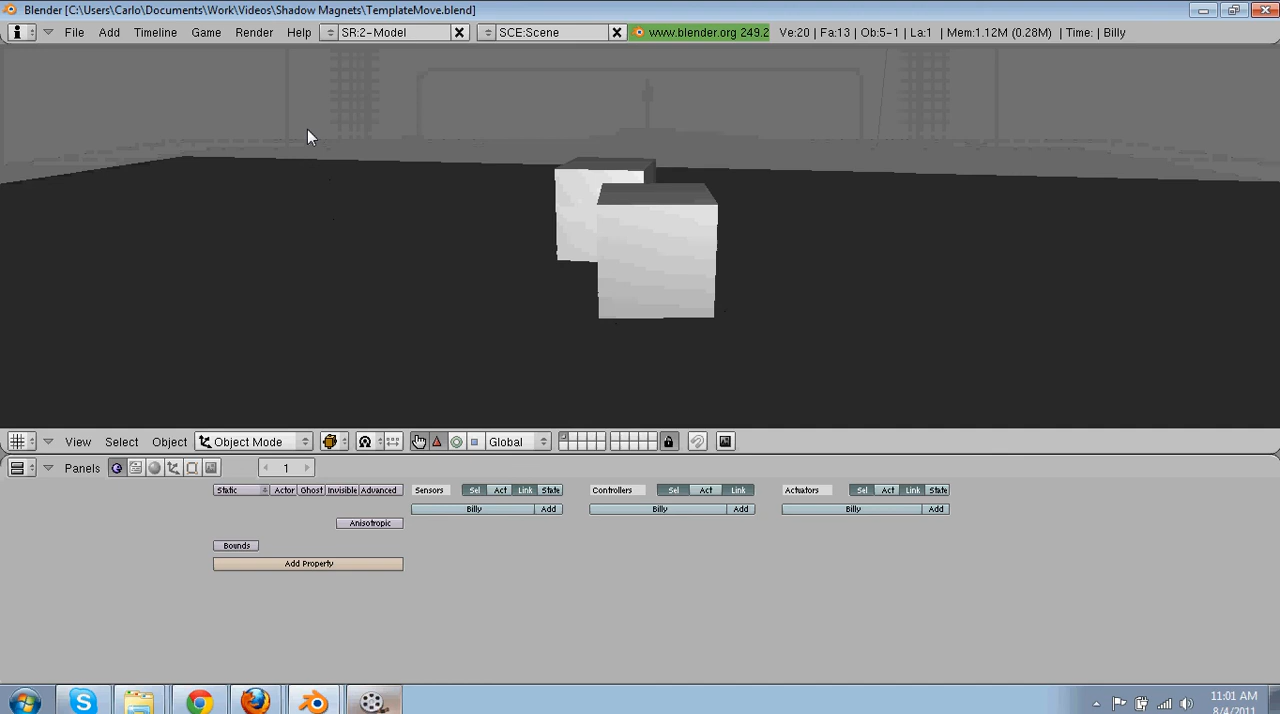 Blender [C:\Users\Carlo\Documents\Work\Videos\Shadow Magnets\TemplateMove.blend]
File Add Timeline Game Render Help SR:2-Model SCE:Scene www.blender.org 249.2 Ve:20 | Fa:13 | Ob:5-1 | La:1 | Mem:1.12M (0.28M) | Time: | Billy
View Select Object Object Mode Global
Panels 1
Static Actor Ghost Invisible Advanced Sensors Sel Act Link State Controllers Sel Act Link Actuators Sel Act Link State
Billy Add Billy Add Billy Add
Anisotropic
Bounds
Add Property
11:01 AM
8/4/2011